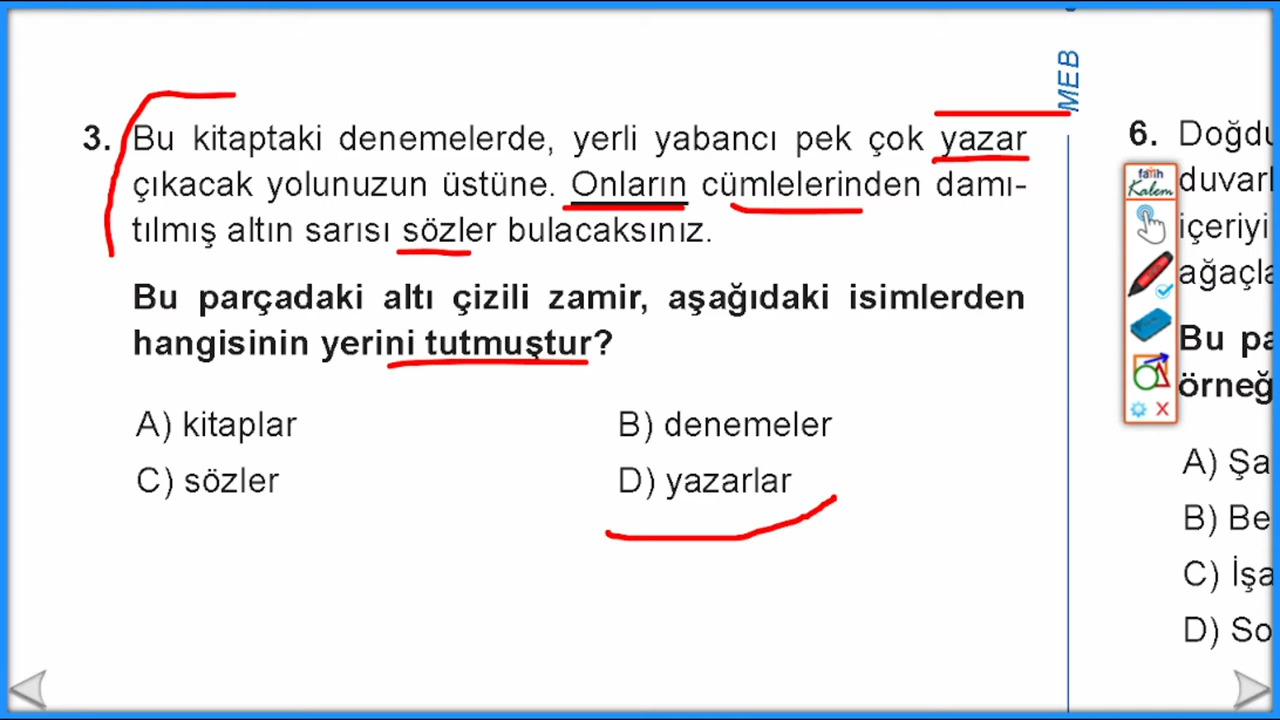 MEB
3. Bu kitaptaki denemelerde, yerli yabancı pek çok yazar
çıkacak yolunuzun üstüne. Onların cümlelerinden damı-
tılmış altın sarısı sözler bulacaksınız.
Bu parçadaki altı çizili zamir, aşağıdaki isimlerden
hangisinin yerini tutmuştur?
A) kitaplar
B) denemeler
C) sözler
D) yazarlar
6. Doğdu
duvarl
içeriyi
ağaçla
Bu pa
örneğ
A) Şa
B) Be
C) İşa
D) So
fatih
Kalem